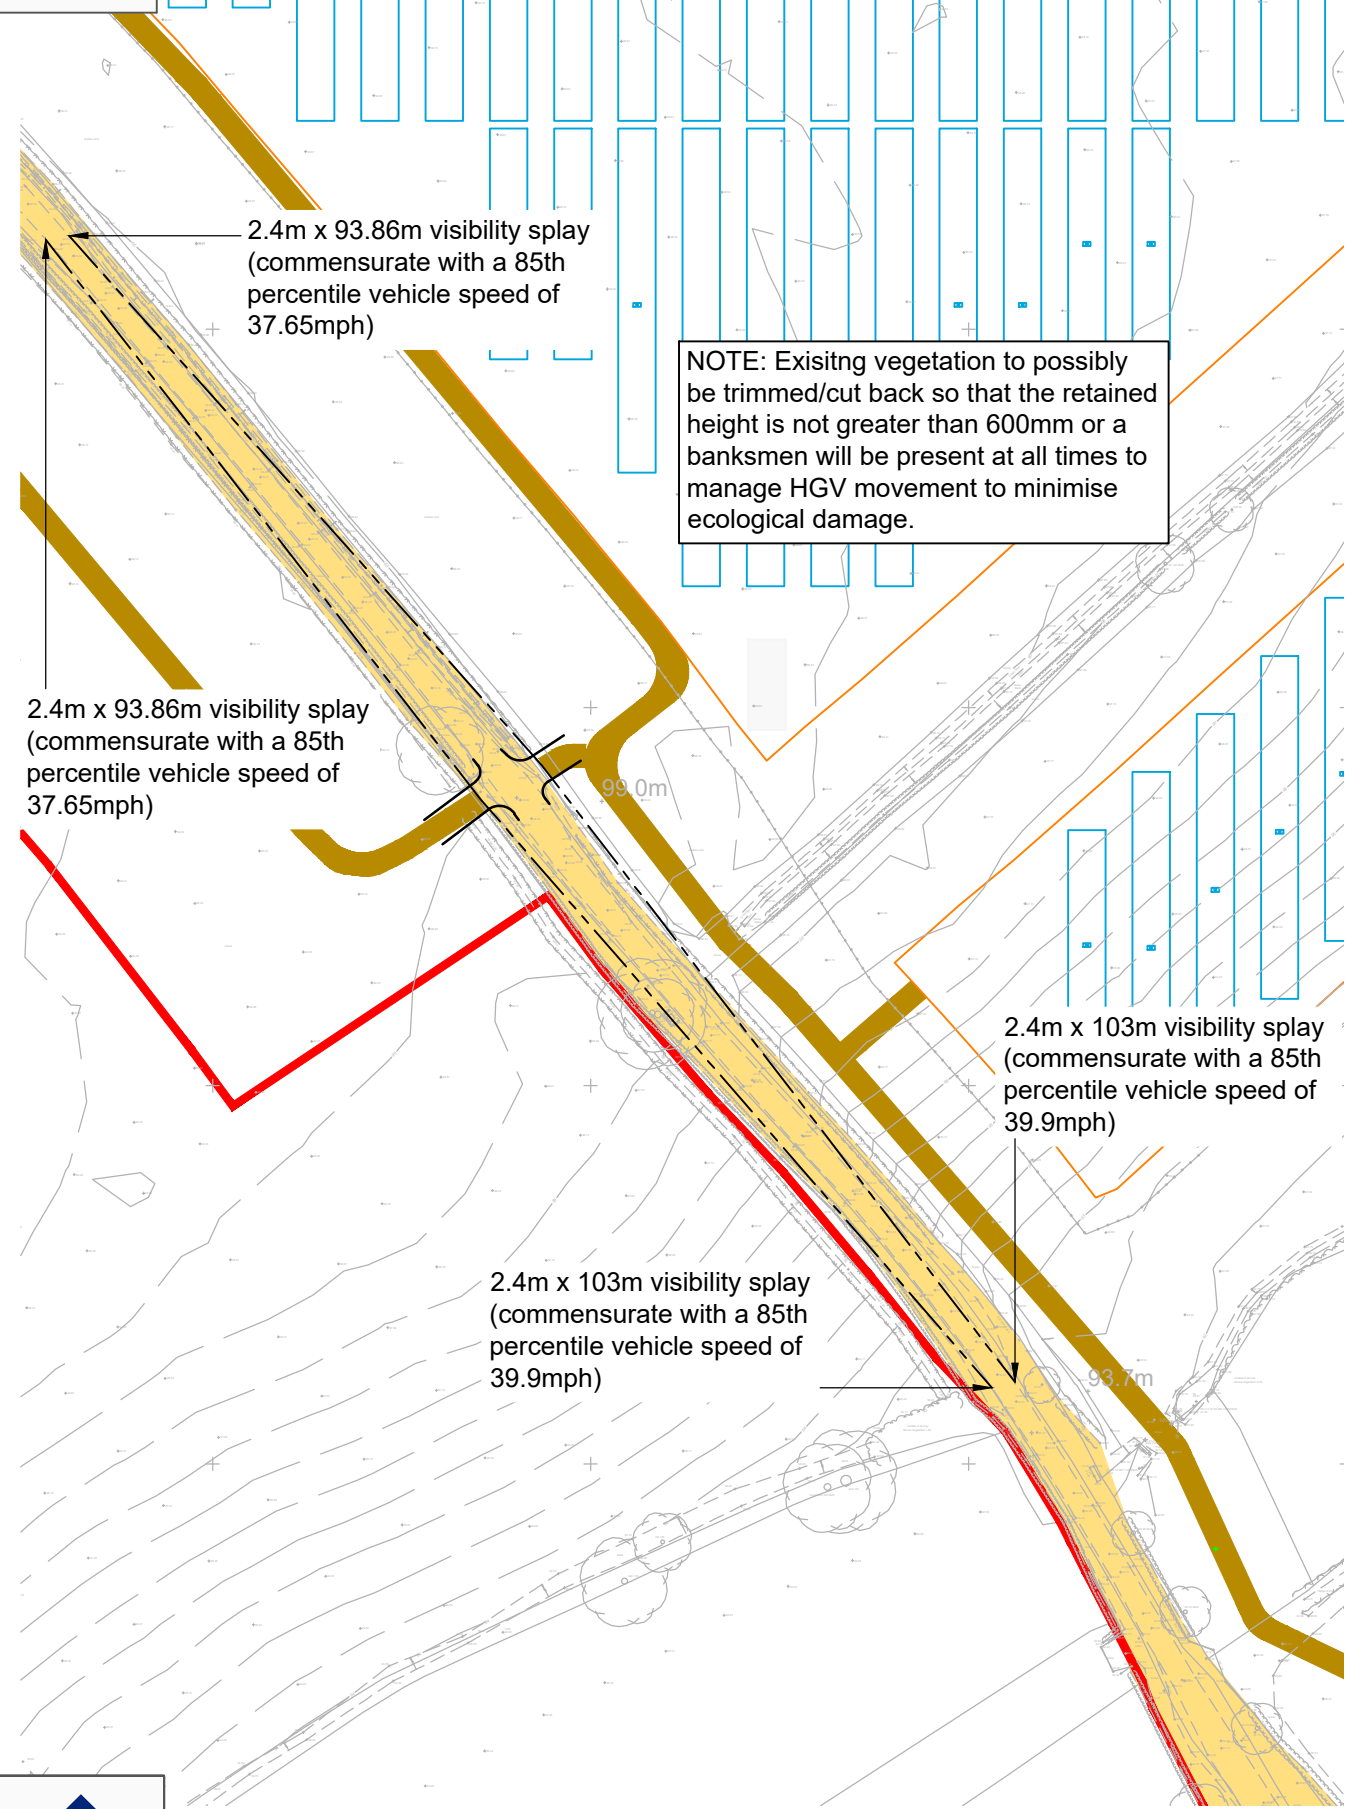 2.4m x 93.86m visibility splay
(commensurate with a 85th
percentile vehicle speed of
37.65mph)
NOTE: Exisitng vegetation to possibly
be trimmed/cut back so that the retained
height is not greater than 600mm or a
banksmen will be present at all times to
manage HGV movement to minimise
ecological damage.
2.4m x 93.86m visibility splay
(commensurate with a 85th
percentile vehicle speed of
37.65mph)
99.0m
2.4m x 103m visibility splay
(commensurate with a 85th
percentile vehicle speed of
39.9mph)
2.4m x 103m visibility splay
(commensurate with a 85th
percentile vehicle speed of
39.9mph)
93.7m